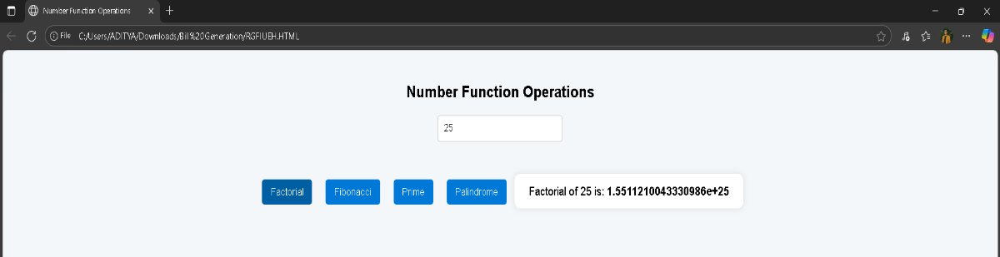 Number Function Operations
File C:/Users/ADITYA/Downloads/Bill%20Generation/RGFIUEH.HTML
Number Function Operations
25
Factorial Fibonacci Prime Palindrome Factorial of 25 is: 1.5511210043330986e+25